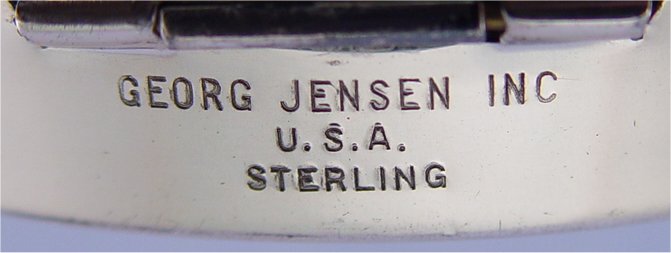 GEORG JENSEN INC
U.S.A.
STERLING